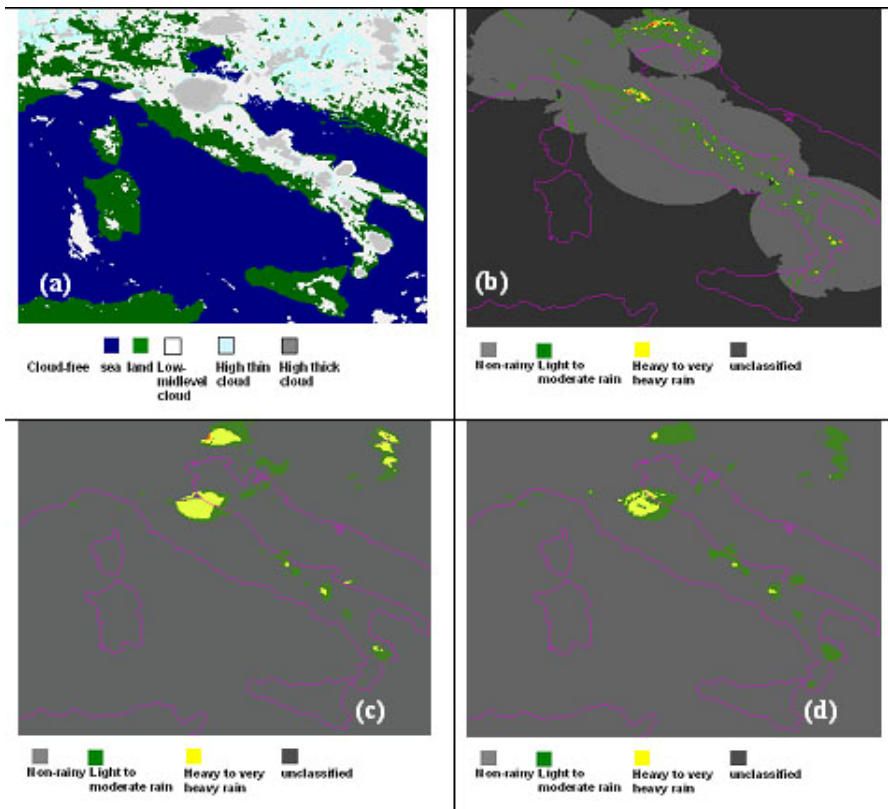 (a)
Cloud-free sea land Low-
midlevel
cloud
High thin
cloud
High thick
cloud
(b)
Non-rainy Light to
moderate rain
Heavy to very
heavy rain
unclassified
(c)
Non-rainy Light to
moderate rain
Heavy to very
heavy rain
unclassified
(d)
Non-rainy Light to
moderate rain
Heavy to very
heavy rain
unclassified